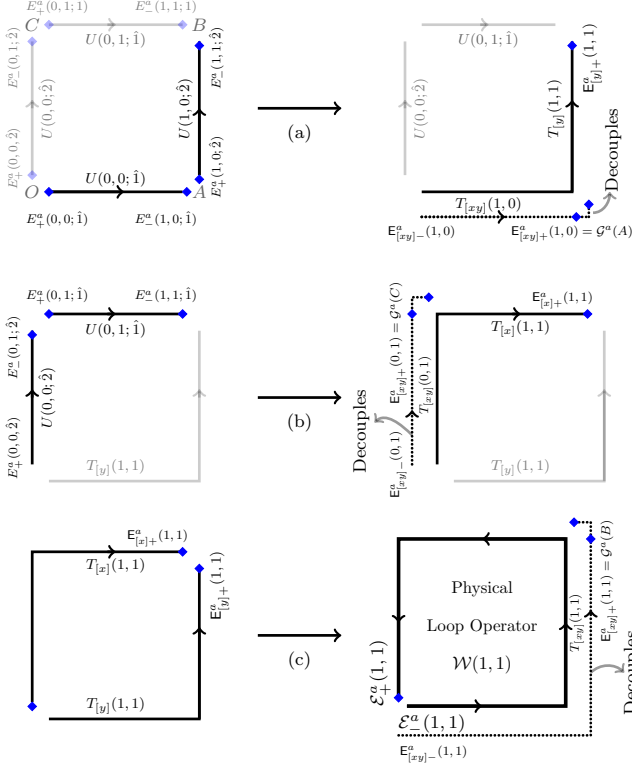 E^a_+(0,1;1) E^a_-(1,1;1)
C B
U(0,1;1̂)
E^a_-(0,1;2̂)
U(0,0;2̂)
E^a_+(0,0,2̂)
E^a_-(1,1;2̂)
U(1,0;2̂)
E^a_+(1,0;2̂)
O U(0,0;1̂) A
E^a_+(0,0;1̂) E^a_-(1,0;1̂)
(a)
U(0,1;1̂)
U(0,0;2̂)
T_[y](1,1)
E^a_[y]+(1,1)
Decouples
T_[xy](1,0)
E^a_[xy]-(1,0) E^a_[xy]+(1,0) = G^a(A)
E^a_+(0,1;1̂) E^a_-(1,1;1̂)
U(0,1;1̂)
E^a_-(0,1;2̂)
U(0,0;2̂)
E^a_+(0,0,2̂)
T_[y](1,1)
(b)
E^a_[x]+(1,1)
T_[x](1,1)
E^a_[xy]+(0,1) = G^a(C)
T_[xy](0,1)
Decouples
E^a_[xy]-(0,1)
T_[y](1,1)
E^a_[x]+(1,1)
T_[x](1,1)
E^a_[y]+(1,1)
T_[y](1,1)
(c)
Physical
Loop Operator
W(1,1)
E^a_+(1,1)
E^a_-(1,1)
T_[xy](1,1)
E^a_[xy]+(1,1) = G^a(B)
Decouples
E^a_[xy]-(1,1)